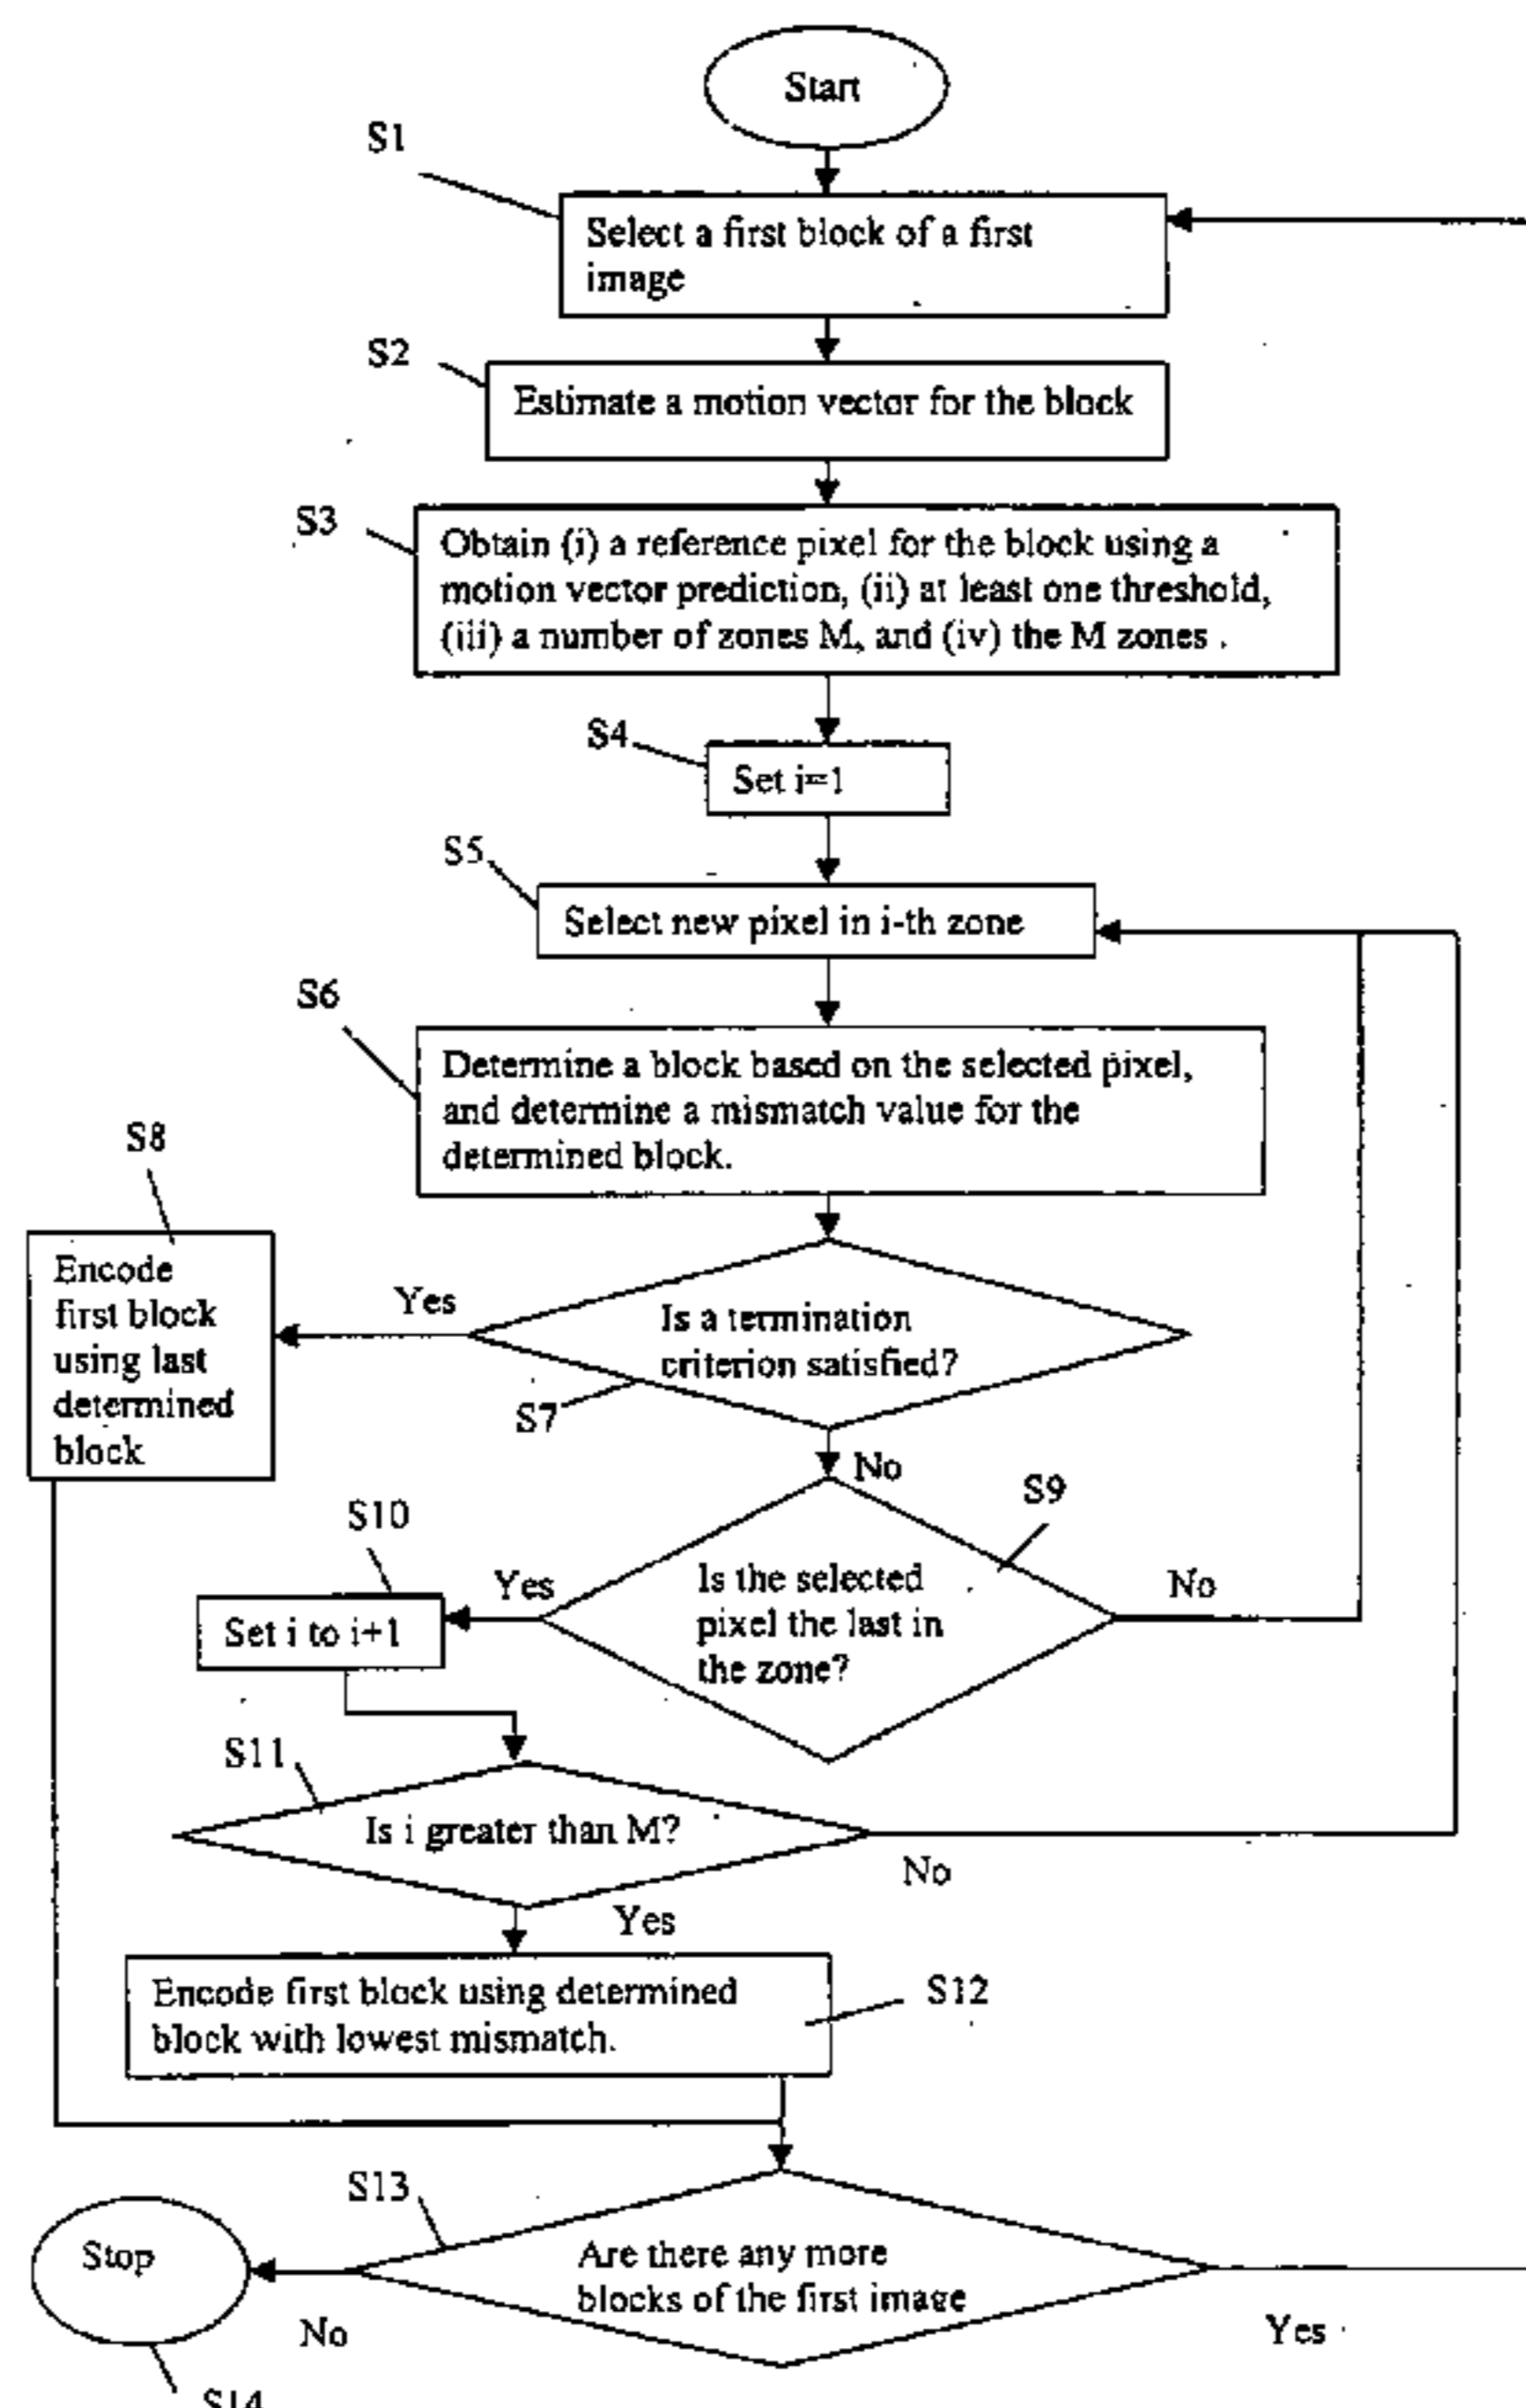 Start
S1
Select a first block of a first
image
S2
Estimate a motion vector for the block
S3
Obtain (i) a reference pixel for the block using a
motion vector prediction, (ii) at least one threshold,
(iii) a number of zones M, and (iv) the M zones .
S4
Set i=1
S5
Select new pixel in i-th zone
S6
Determine a block based on the selected pixel,
and determine a mismatch value for the
determined block.
S8
Encode
first block
using last
determined
block
Yes
Is a termination
criterion satisfied?
S7
No
S9
S10
Yes
Is the selected
pixel the last in
the zone?
No
Set i to i+1
S11
Is i greater than M?
No
Yes
Encode first block using determined
block with lowest mismatch.
S12
S13
Stop
Are there any more
blocks of the first image
No
Yes
S14